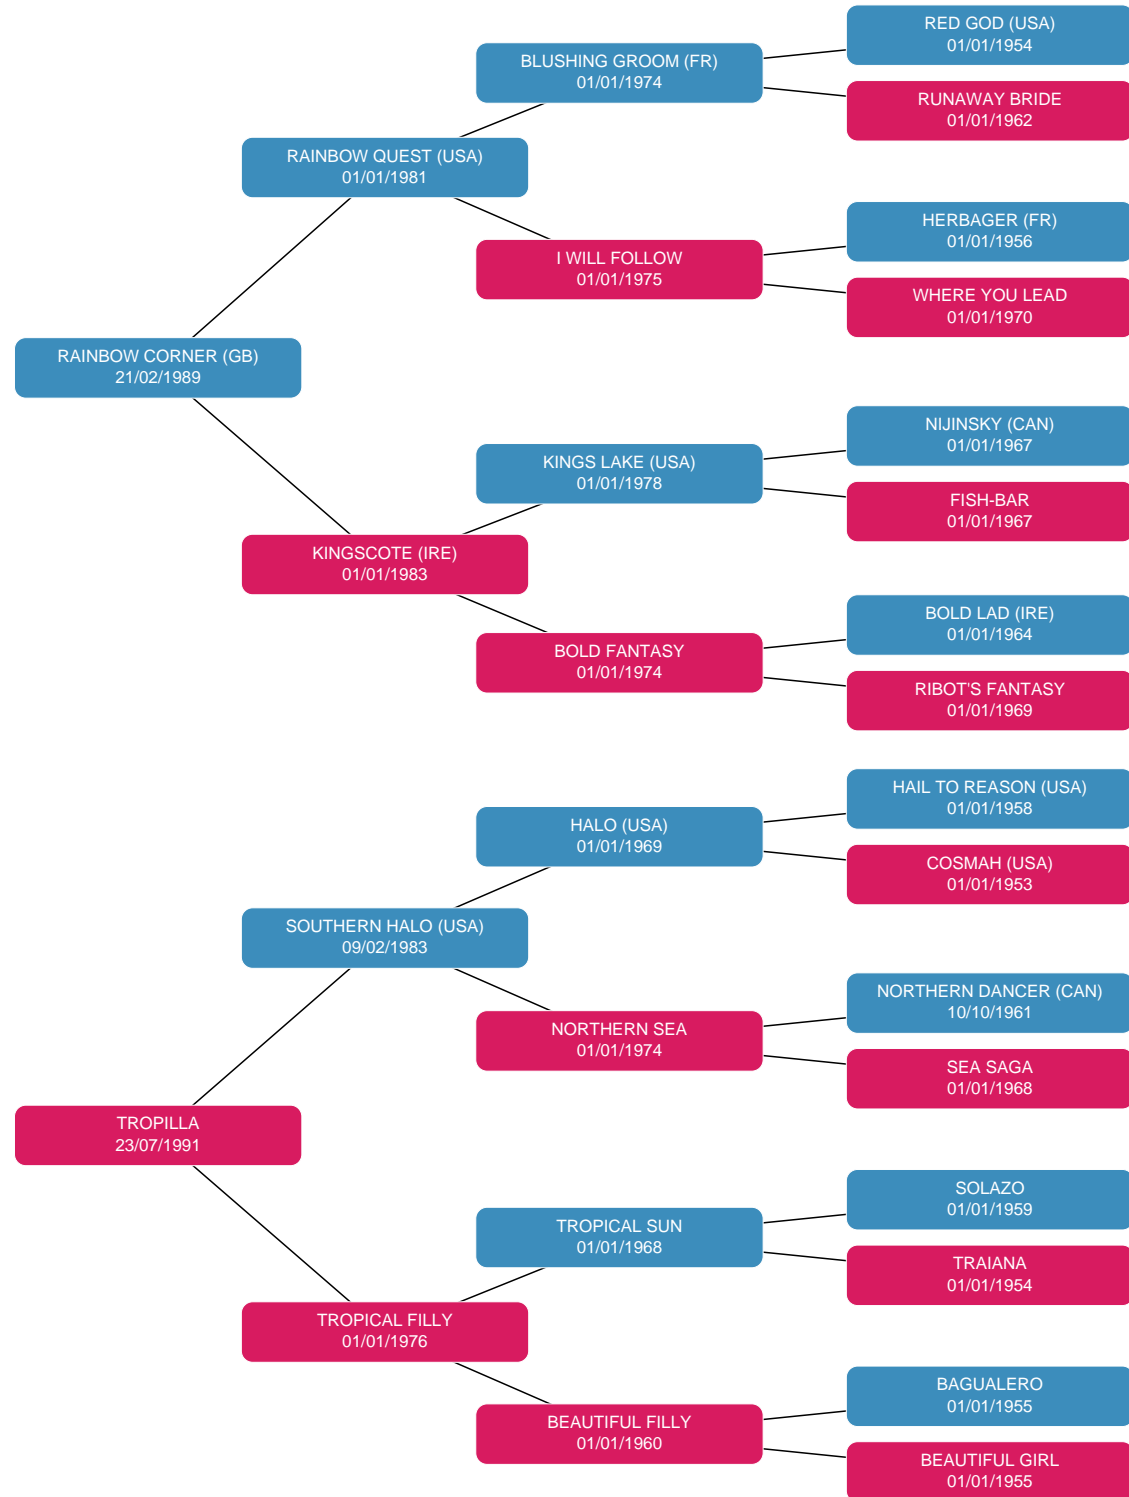 RED GOD (USA)
01/01/1954
BLUSHING GROOM (FR)
01/01/1974
RUNAWAY BRIDE
01/01/1962
RAINBOW QUEST (USA)
01/01/1981
HERBAGER (FR)
01/01/1956
I WILL FOLLOW
01/01/1975
WHERE YOU LEAD
01/01/1970
RAINBOW CORNER (GB)
21/02/1989
NIJINSKY (CAN)
01/01/1967
KINGS LAKE (USA)
01/01/1978
FISH-BAR
01/01/1967
KINGSCOTE (IRE)
01/01/1983
BOLD LAD (IRE)
01/01/1964
BOLD FANTASY
01/01/1974
RIBOT'S FANTASY
01/01/1969
HAIL TO REASON (USA)
01/01/1958
HALO (USA)
01/01/1969
COSMAH (USA)
01/01/1953
SOUTHERN HALO (USA)
09/02/1983
NORTHERN DANCER (CAN)
10/10/1961
NORTHERN SEA
01/01/1974
SEA SAGA
01/01/1968
TROPILLA
23/07/1991
SOLAZO
01/01/1959
TROPICAL SUN
01/01/1968
TRAIANA
01/01/1954
TROPICAL FILLY
01/01/1976
BAGUALERO
01/01/1955
BEAUTIFUL FILLY
01/01/1960
BEAUTIFUL GIRL
01/01/1955